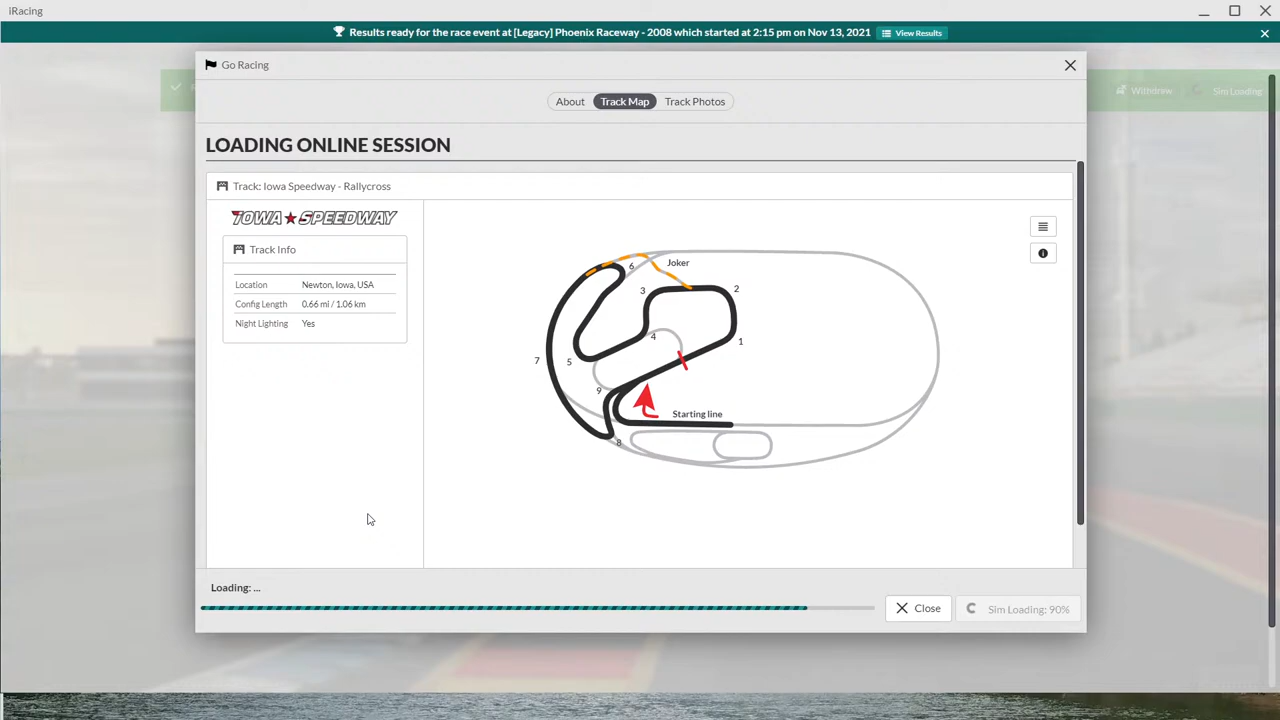 iRacing
Results ready for the race event at [Legacy] Phoenix Raceway - 2008 which started at 2:15 pm on Nov 13, 2021
View Results
Go Racing
Withdraw
Sim Loading
About
Track Map
Track Photos
LOADING ONLINE SESSION
Track: Iowa Speedway - Rallycross
IOWA SPEEDWAY
Track Info
Location Newton, Iowa, USA
Config Length 0.66 mi / 1.06 km
Night Lighting Yes
6
Joker
3
2
4
1
7
5
9
Starting line
8
Loading: ...
Close
Sim Loading: 90%